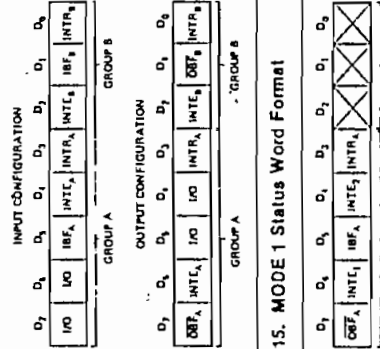 INPUT CONFIGURATION
D7 D6 D5 D4 D3 D2 D1 D0
I/O I/O IBFA INTEA INTRA INTEB IBFB INTRB
GROUP A GROUP B
OUTPUT CONFIGURATION
D7 D6 D5 D4 D3 D2 D1 D0
OBFA INTEA I/O I/O INTRA INTEB OBFB INTRB
GROUP A GROUP B
15. MODE 1 Status Word Format
D7 D6 D5 D4 D3 D2 D1 D0
OBFA INTE1 IBFA INTE2 INTRA